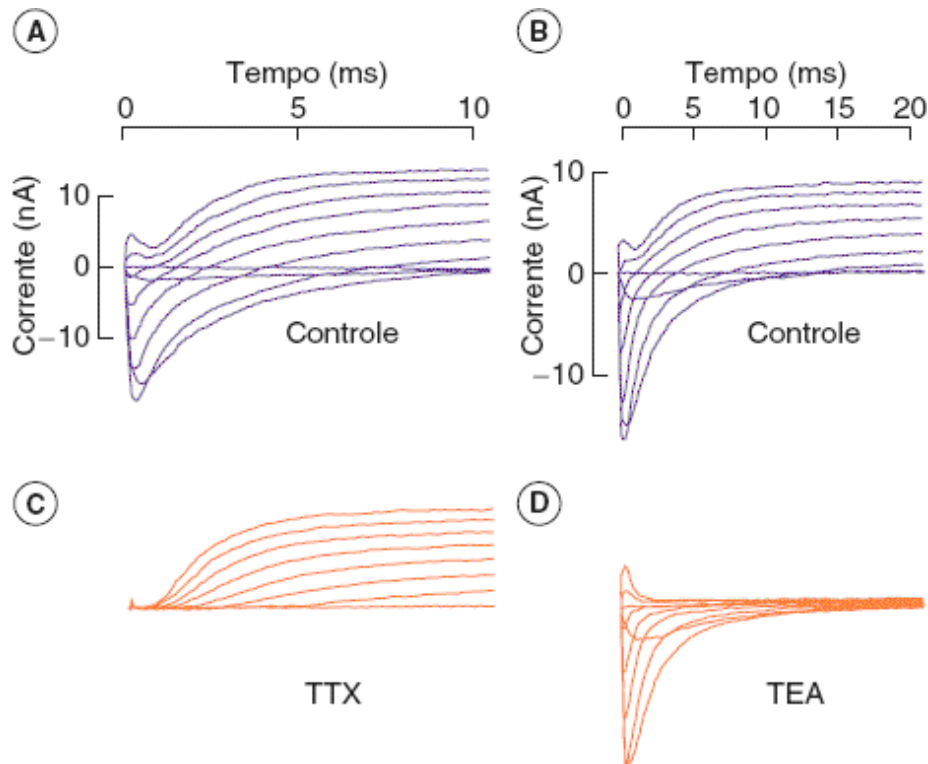 A
Tempo (ms)
0 5 10
Corrente (nA)
10
0
−10
Controle
B
Tempo (ms)
0 5 10 15 20
Corrente (nA)
10
0
−10
Controle
C
TTX
D
TEA